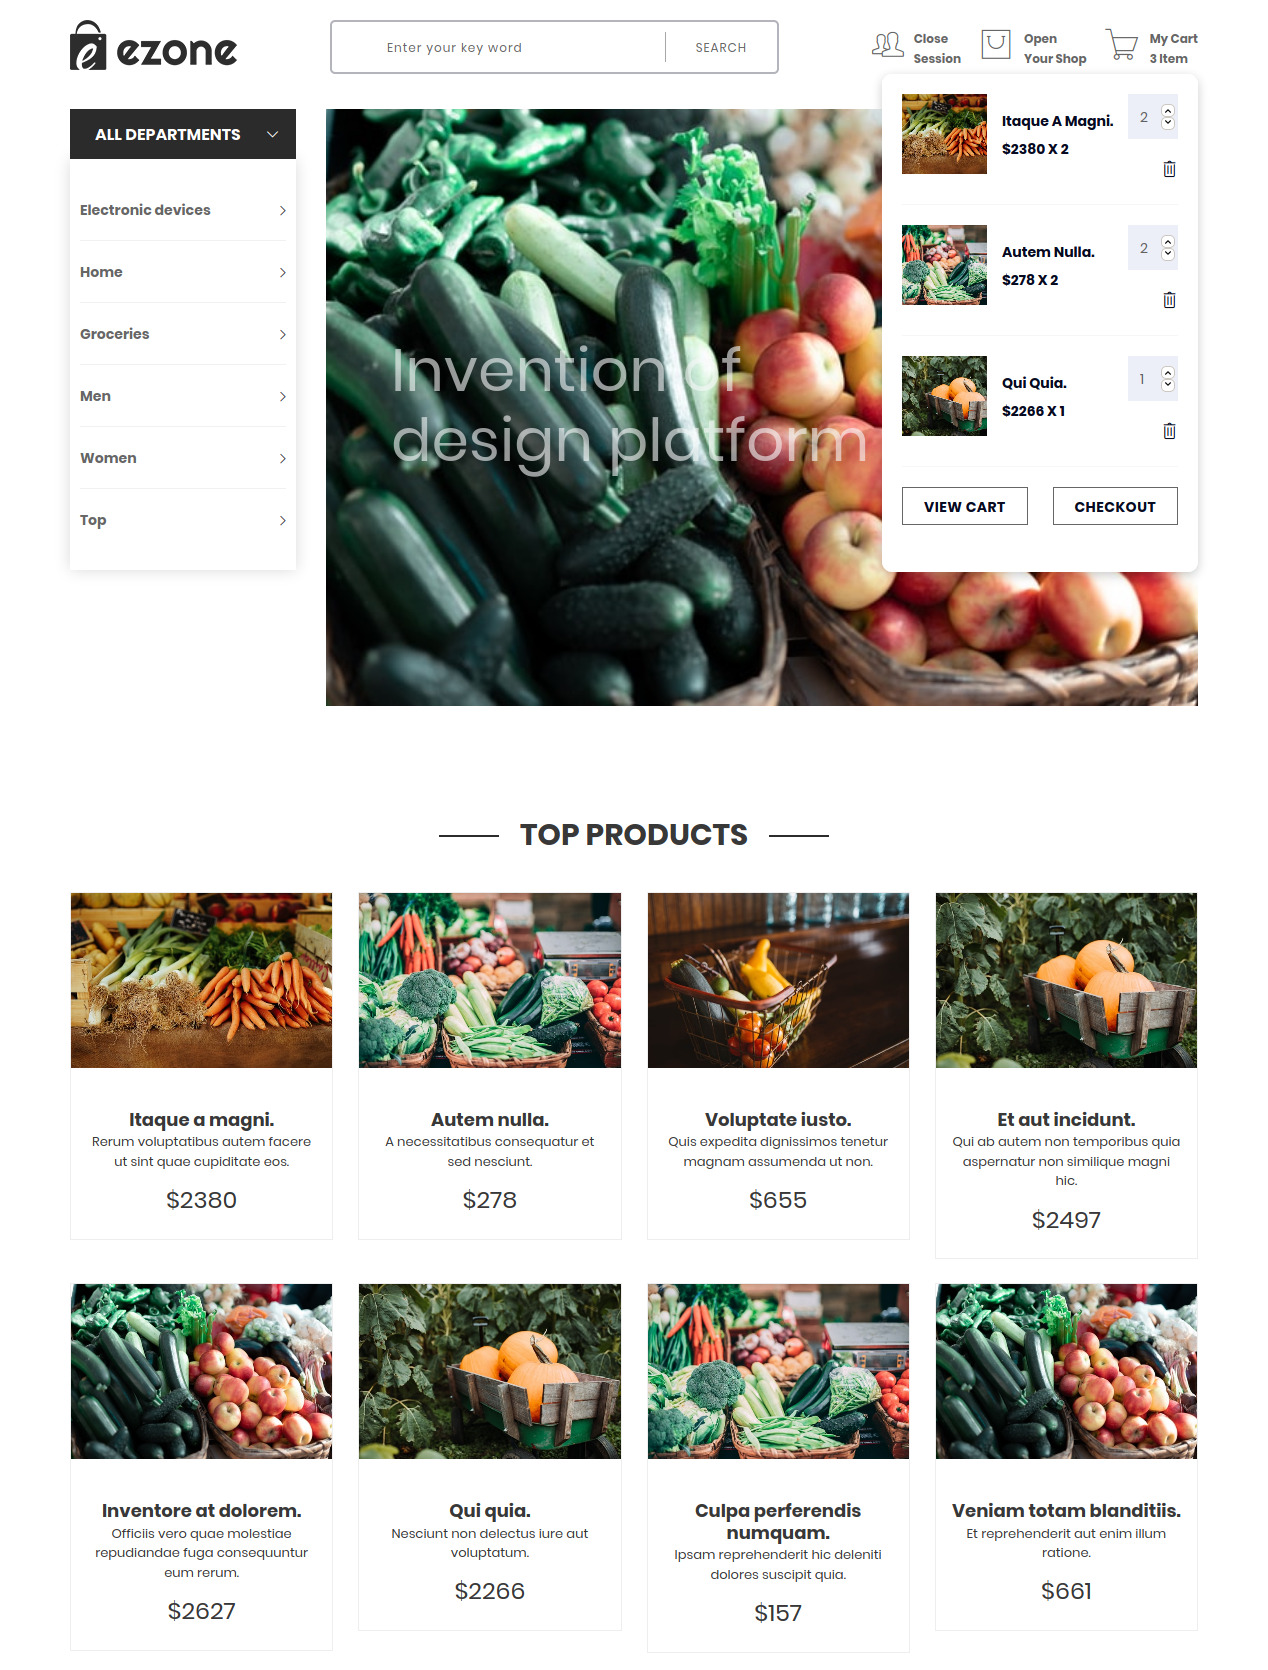 ezone
Enter your key word
SEARCH
Close
Session
Open
Your Shop
My Cart
3 Item
ALL DEPARTMENTS
Electronic devices
Home
Groceries
Men
Women
Top
Invention of
design platform
Itaque A Magni.
$2380 X 2
2
Autem Nulla.
$278 X 2
2
Qui Quia.
$2266 X 1
1
VIEW CART
CHECKOUT
TOP PRODUCTS
Itaque a magni.
Rerum voluptatibus autem facere
ut sint quae cupiditate eos.
$2380
Autem nulla.
A necessitatibus consequatur et
sed nesciunt.
$278
Voluptate iusto.
Quis expedita dignissimos tenetur
magnam assumenda ut non.
$655
Et aut incidunt.
Qui ab autem non temporibus quia
aspernatur non similique magni
hic.
$2497
Inventore at dolorem.
Officiis vero quae molestiae
repudiandae fuga consequuntur
eum rerum.
$2627
Qui quia.
Nesciunt non delectus iure aut
voluptatum.
$2266
Culpa perferendis
numquam.
Ipsam reprehenderit hic deleniti
dolores suscipit quia.
$157
Veniam totam blanditiis.
Et reprehenderit aut enim illum
ratione.
$661